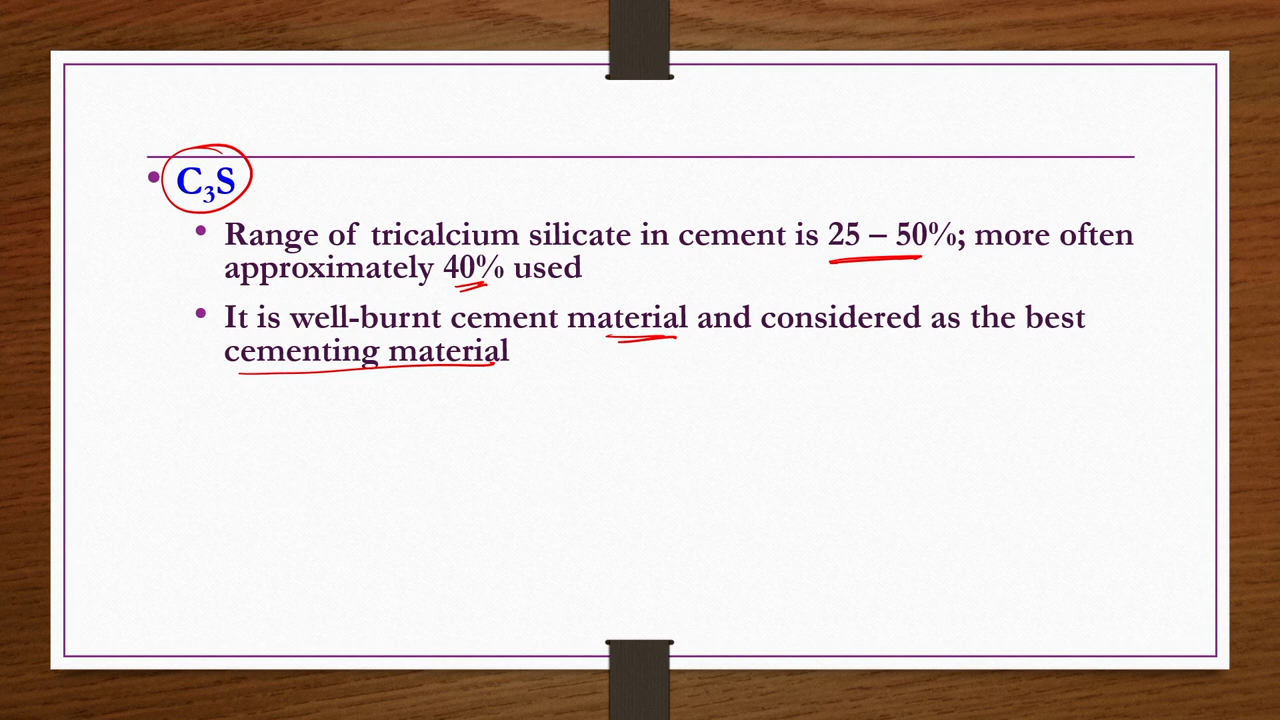 • C₃S
• Range of tricalcium silicate in cement is 25 – 50%; more often
approximately 40% used
• It is well-burnt cement material and considered as the best
cementing material